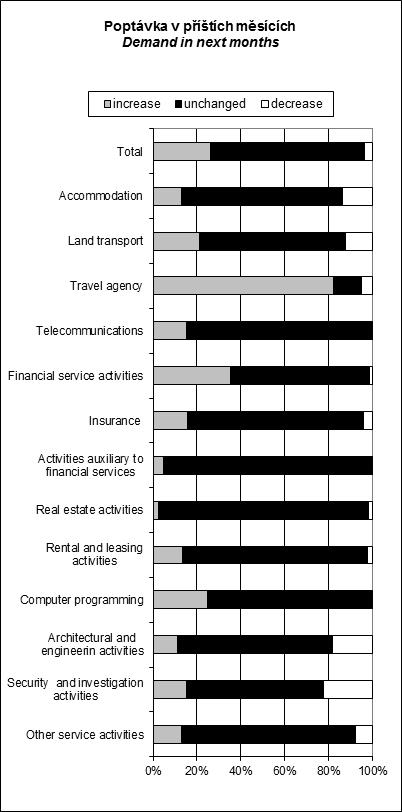 Poptávka v příštích měsících
Demand in next months
increase unchanged decrease
Total
Accommodation
Land transport
Travel agency
Telecommunications
Financial service activities
Insurance
Activities auxiliary to
financial services
Real estate activities
Rental and leasing
activities
Computer programming
Architectural and
engineerin activities
Security and investigation
activities
Other service activities
0% 20% 40% 60% 80% 100%